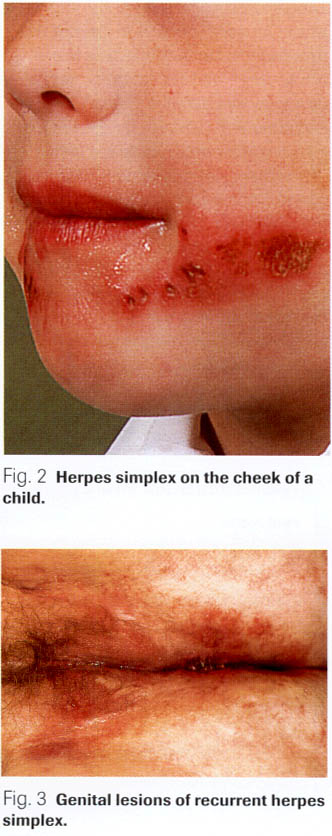 Fig. 2 Herpes simplex on the cheek of a
child.
Fig. 3 Genital lesions of recurrent herpes
simplex.